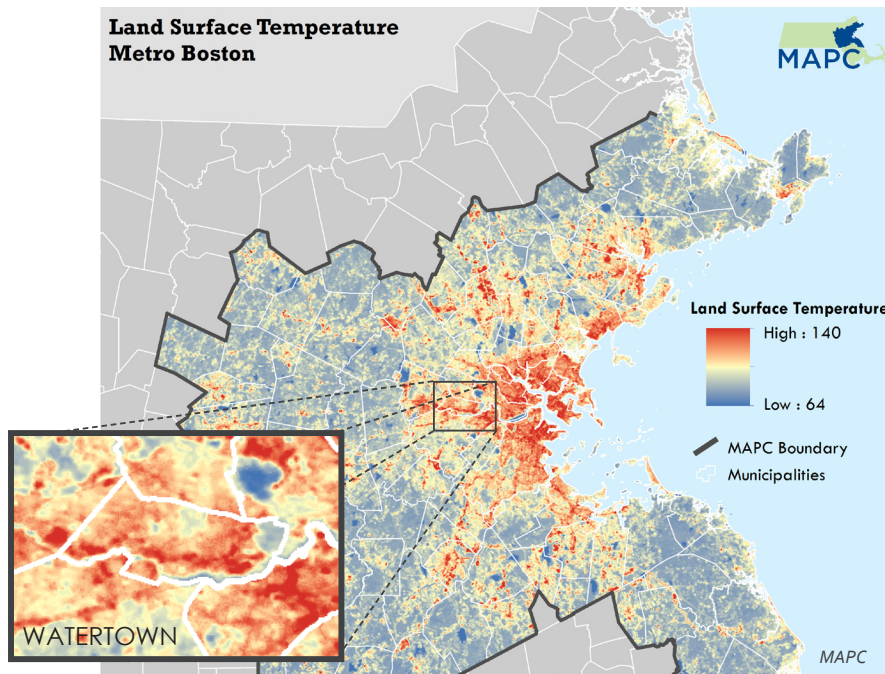 Land Surface Temperature
Metro Boston
MAPC
Land Surface Temperature
High : 140
Low : 64
MAPC Boundary
Municipalities
WATERTOWN
MAPC